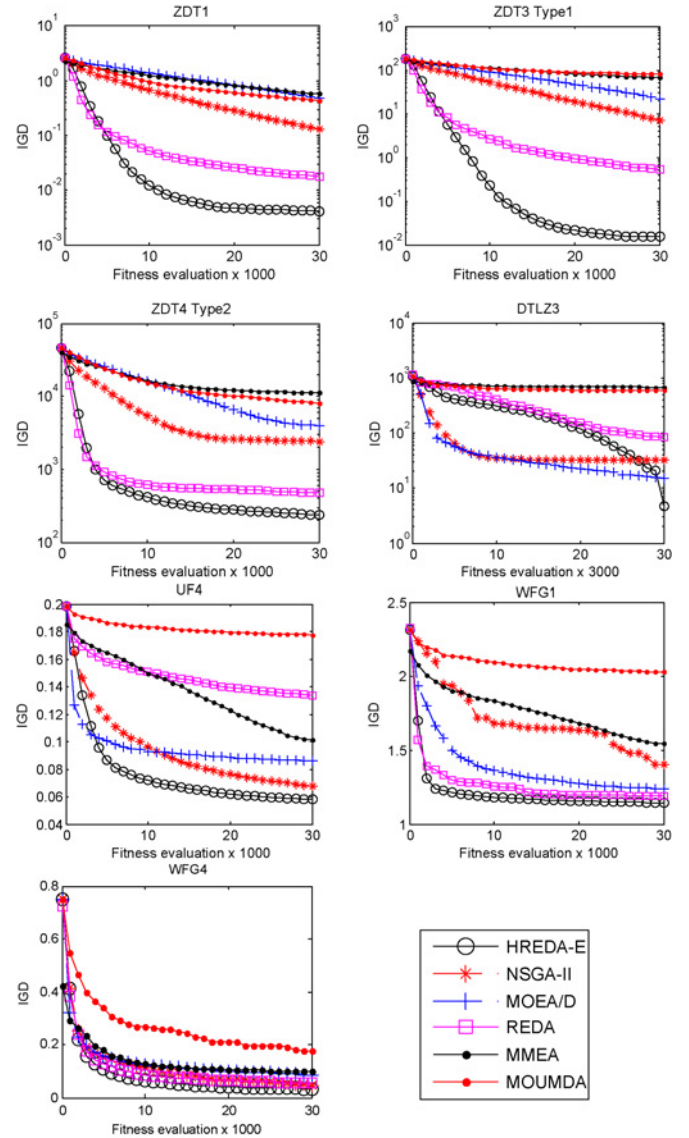 ZDT1
10^1
10^0
10^-1
10^-2
10^-3
IGD
0 10 20 30
Fitness evaluation x 1000
ZDT3 Type1
10^3
10^2
10^1
10^0
10^-1
10^-2
IGD
0 10 20 30
Fitness evaluation x 1000
ZDT4 Type2
10^5
10^4
10^3
10^2
IGD
0 10 20 30
Fitness evaluation x 1000
DTLZ3
10^4
10^3
10^2
10^1
10^0
IGD
0 10 20 30
Fitness evaluation x 3000
UF4
0.2
0.18
0.16
0.14
0.12
0.1
0.08
0.06
0.04
IGD
0 10 20 30
Fitness evaluation x 1000
WFG1
2.5
2
1.5
1
IGD
0 10 20 30
Fitness evaluation x 1000
WFG4
0.8
0.6
0.4
0.2
0
IGD
0 10 20 30
Fitness evaluation x 1000
HREDA-E
NSGA-II
MOEA/D
REDA
MMEA
MOUMDA